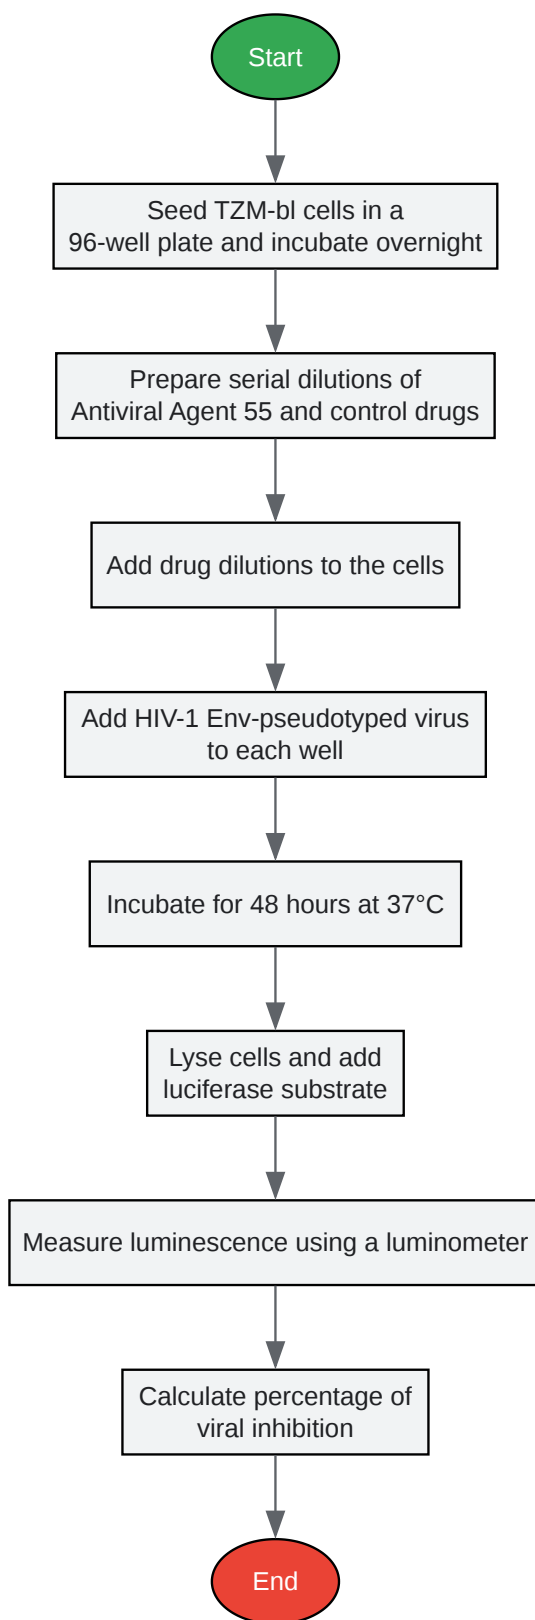 Start
Seed TZM-bl cells in a
96-well plate and incubate overnight
Prepare serial dilutions of
Antiviral Agent 55 and control drugs
Add drug dilutions to the cells
Add HIV-1 Env-pseudotyped virus
to each well
Incubate for 48 hours at 37°C
Lyse cells and add
luciferase substrate
Measure luminescence using a luminometer
Calculate percentage of
viral inhibition
End